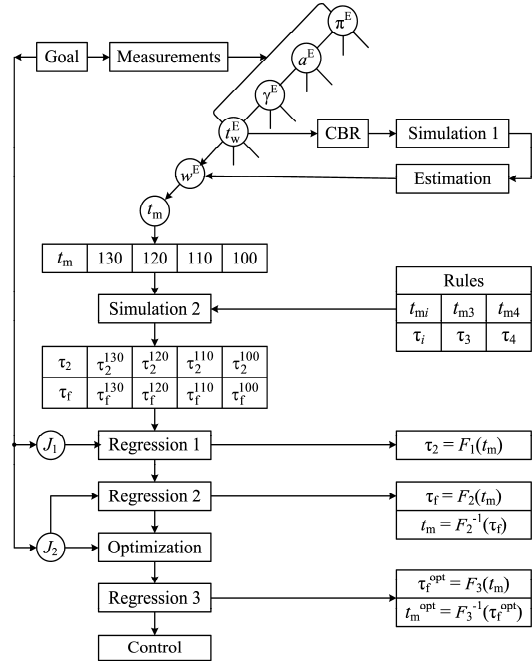 π^E
Goal
Measurements
a^E
γ^E
t_w^E
CBR
Simulation 1
w^E
Estimation
t_m
t_m 130 120 110 100
Rules
Simulation 2
t_mi t_m3 t_m4
τ_i τ_3 τ_4
τ_2 τ_2^130 τ_2^120 τ_2^110 τ_2^100
τ_f τ_f^130 τ_f^120 τ_f^110 τ_f^100
J_1
Regression 1
τ_2 = F_1(t_m)
Regression 2
τ_f = F_2(t_m)
t_m = F_2^-1(τ_f)
J_2
Optimization
Regression 3
τ_f^opt = F_3(t_m)
t_m^opt = F_3^-1(τ_f^opt)
Control